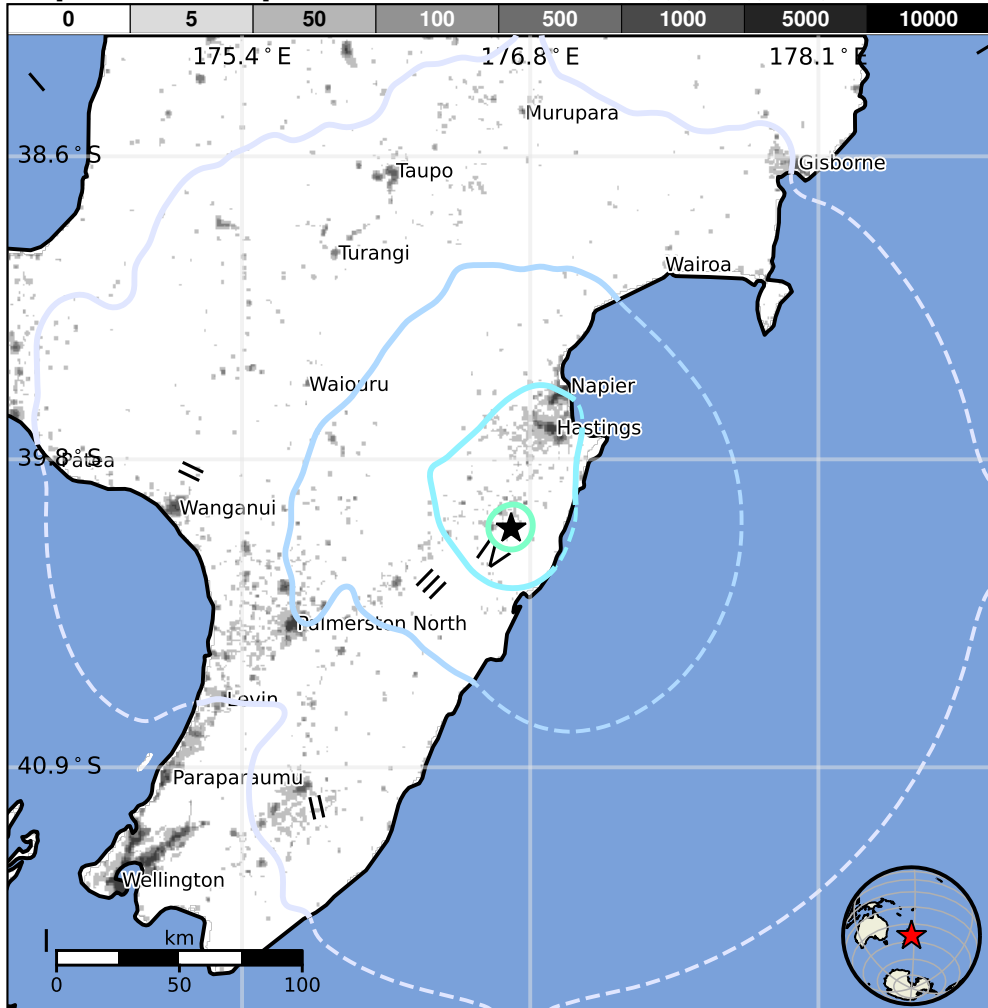 0 5 50 100 500 1000 5000 10000
175.4°E 176.8°E 178.1°E
Murupara
38.6°S
Gisborne
Taupo
Turangi
Wairoa
Waiouru
Napier
Hastings
39.8°S
Patea
II
Wanganui
IV
III
Palmerston North
Levin
40.9°S
Paraparaumu
II
Wellington
I
km
0 50 100